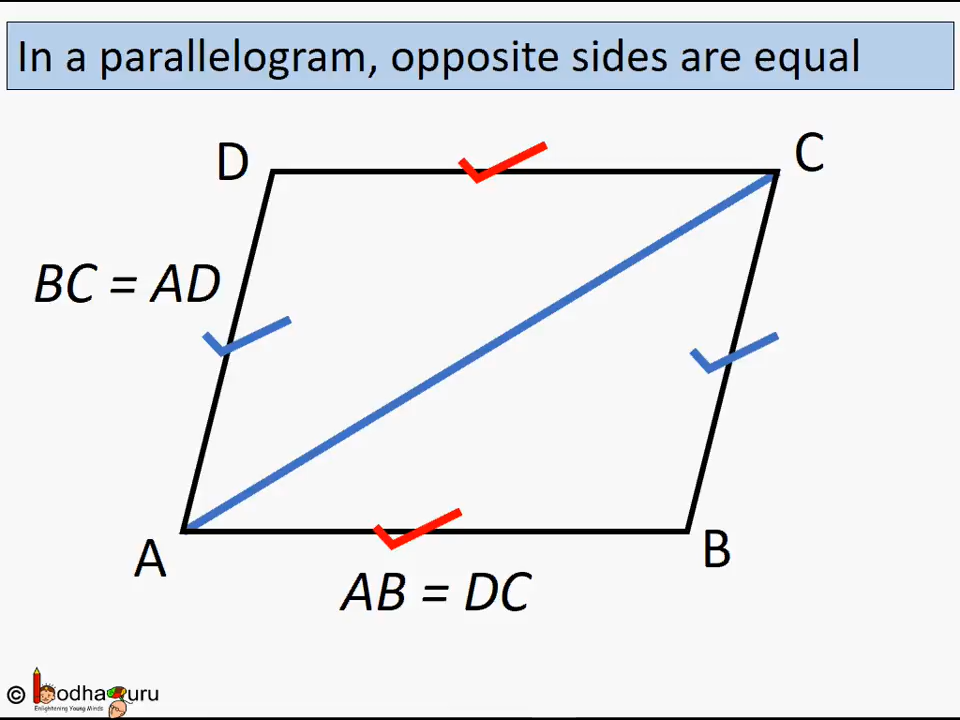 In a parallelogram, opposite sides are equal
D
C
BC = AD
A
B
AB = DC
© BodhaGuru
Enlightening Young Minds